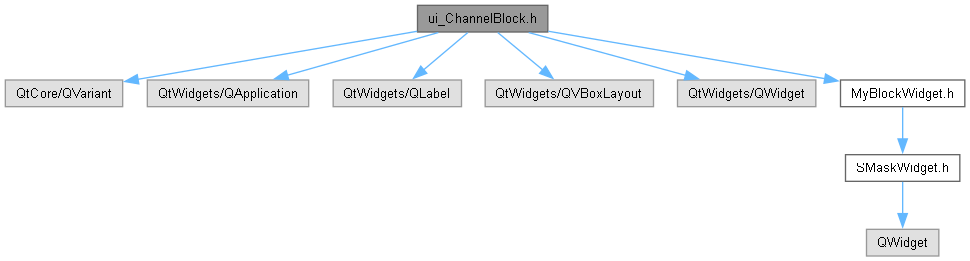 ui_ChannelBlock.h
QtCore/QVariant
QtWidgets/QApplication
QtWidgets/QLabel
QtWidgets/QVBoxLayout
QtWidgets/QWidget
MyBlockWidget.h
SMaskWidget.h
QWidget